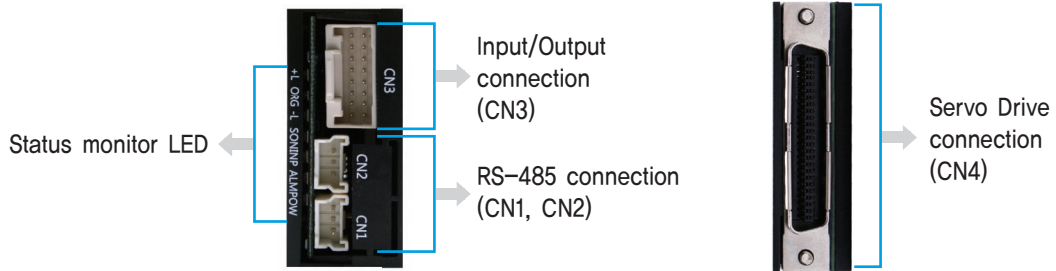 Status monitor LED
+L ORG -L SONINP ALMPOW
CN3
CN2
CN1
Input/Output
connection
(CN3)
RS-485 connection
(CN1, CN2)
Servo Drive
connection
(CN4)